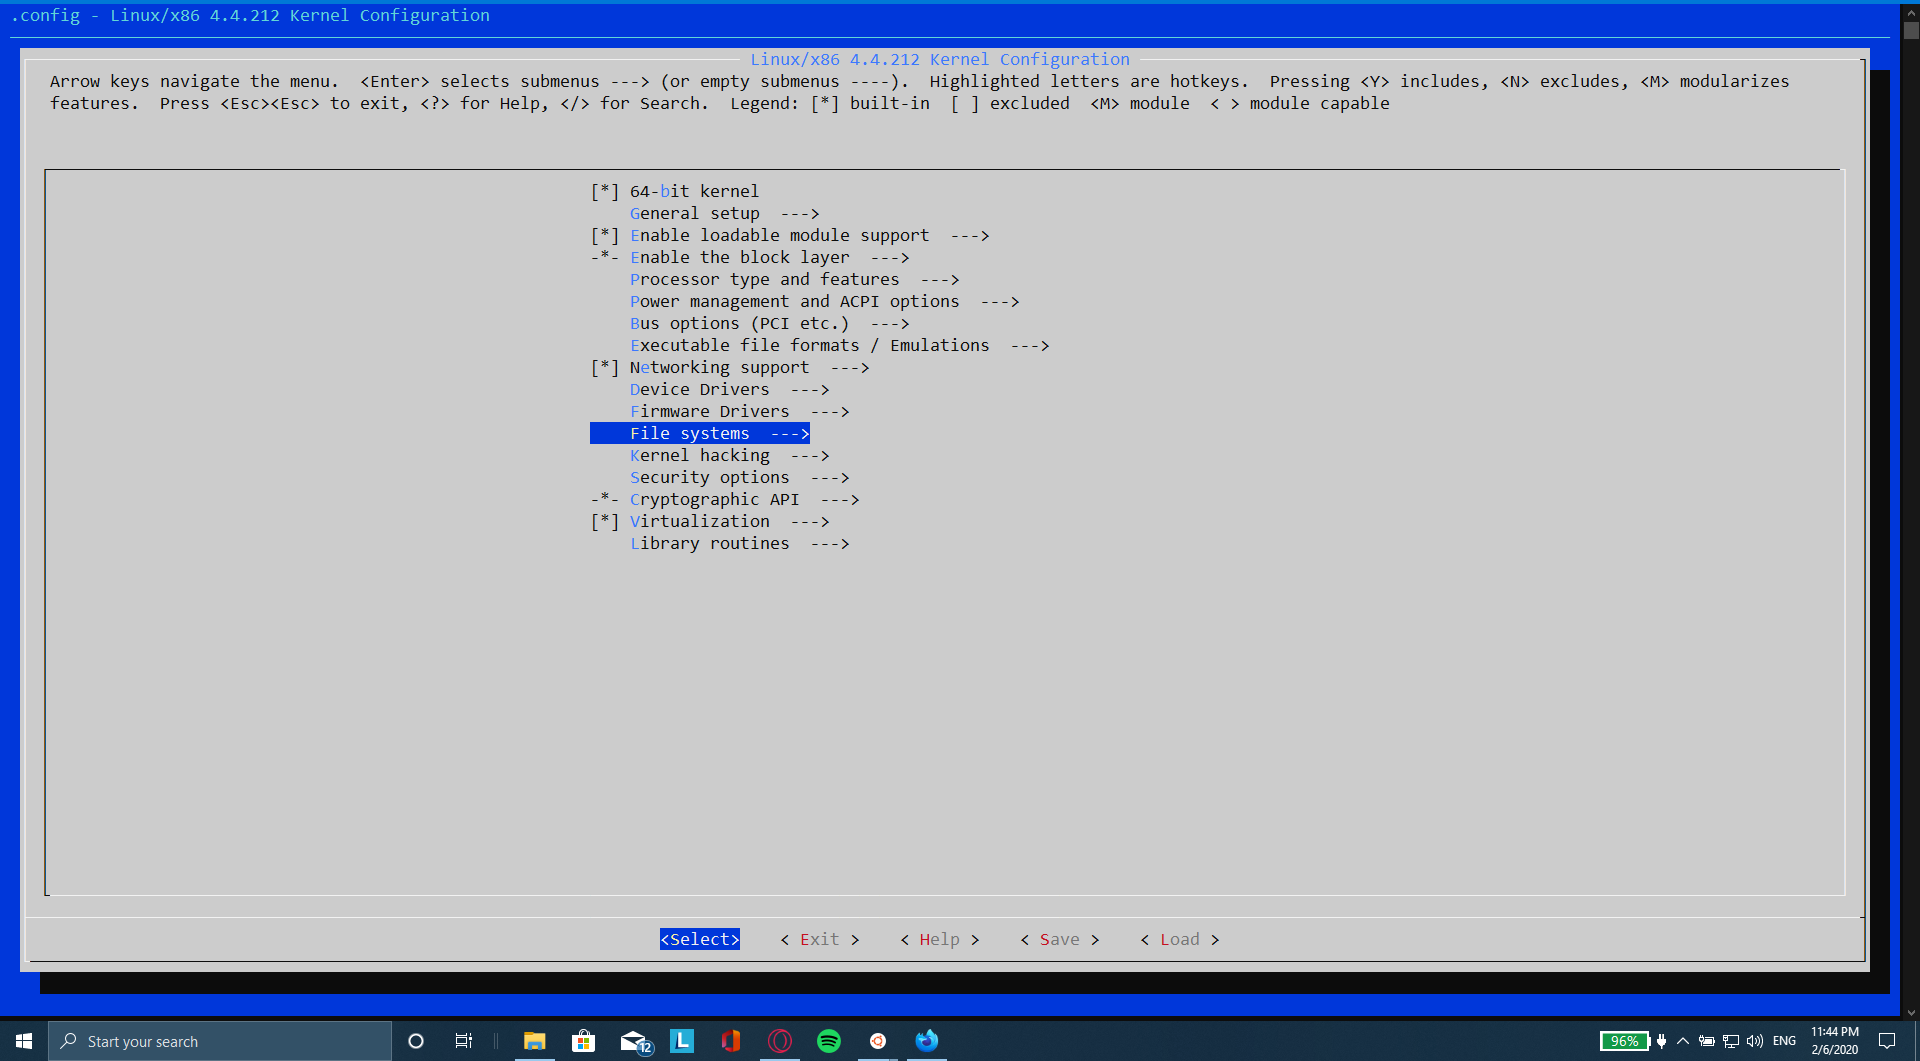 .config - Linux/x86 4.4.212 Kernel Configuration
Linux/x86 4.4.212 Kernel Configuration
Arrow keys navigate the menu.  <Enter> selects submenus ---> (or empty submenus ----).  Highlighted letters are hotkeys.  Pressing <Y> includes, <N> excludes, <M> modularizes
features.  Press <Esc><Esc> to exit, <?> for Help, </> for Search.  Legend: [*] built-in  [ ] excluded  <M> module  < > module capable
[*] 64-bit kernel
General setup  --->
[*] Enable loadable module support  --->
-*- Enable the block layer  --->
Processor type and features  --->
Power management and ACPI options  --->
Bus options (PCI etc.)  --->
Executable file formats / Emulations  --->
[*] Networking support  --->
Device Drivers  --->
Firmware Drivers  --->
File systems  --->
Kernel hacking  --->
Security options  --->
-*- Cryptographic API  --->
[*] Virtualization  --->
Library routines  --->
<Select>    < Exit >    < Help >    < Save >    < Load >
Start your search
12
L
96%
ENG
11:44 PM
2/6/2020